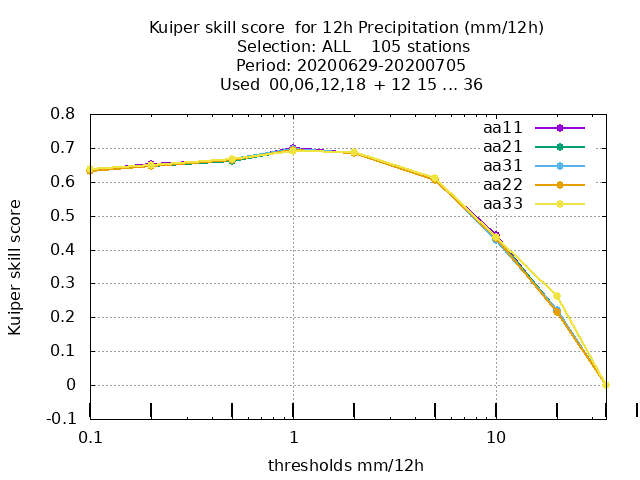 Kuiper skill score  for 12h Precipitation (mm/12h)
Selection: ALL    105 stations
Period: 20200629-20200705
Used  00,06,12,18  + 12 15 ... 36
0.8
0.7
0.6
0.5
0.4
0.3
0.2
0.1
0
-0.1
Kuiper skill score
aa11
aa21
aa31
aa22
aa33
0.1
1
10
thresholds mm/12h